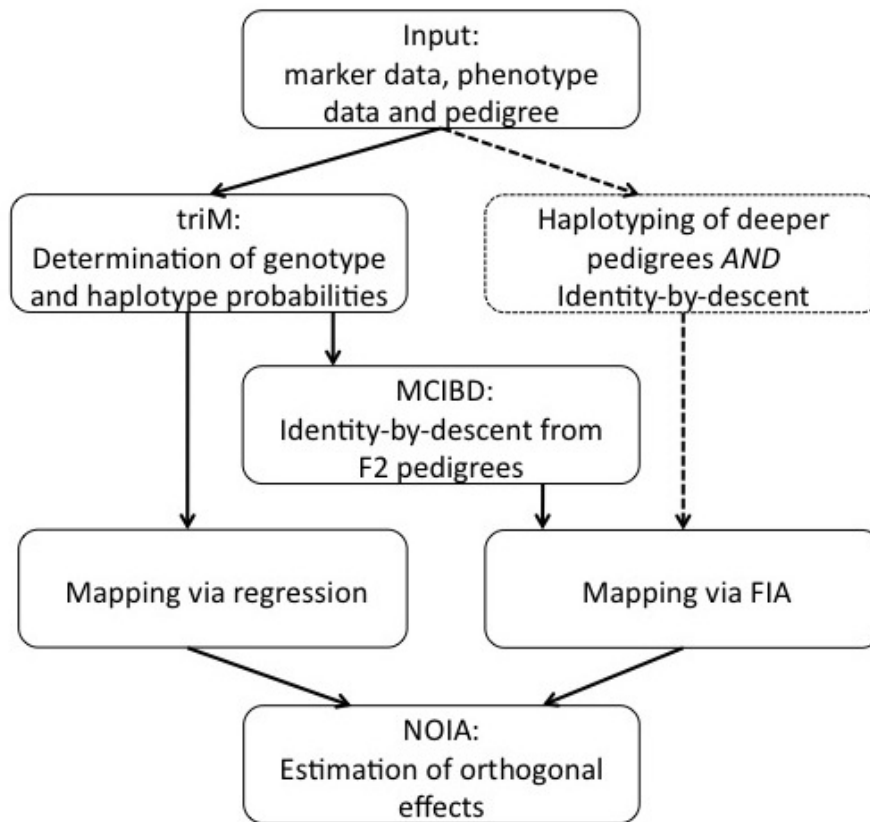 Input:
marker data, phenotype
data and pedigree
triM:
Determination of genotype
and haplotype probabilities
Haplotyping of deeper
pedigrees AND
Identity-by-descent
MCIBD:
Identity-by-descent from
F2 pedigrees
Mapping via regression
Mapping via FIA
NOIA:
Estimation of orthogonal
effects